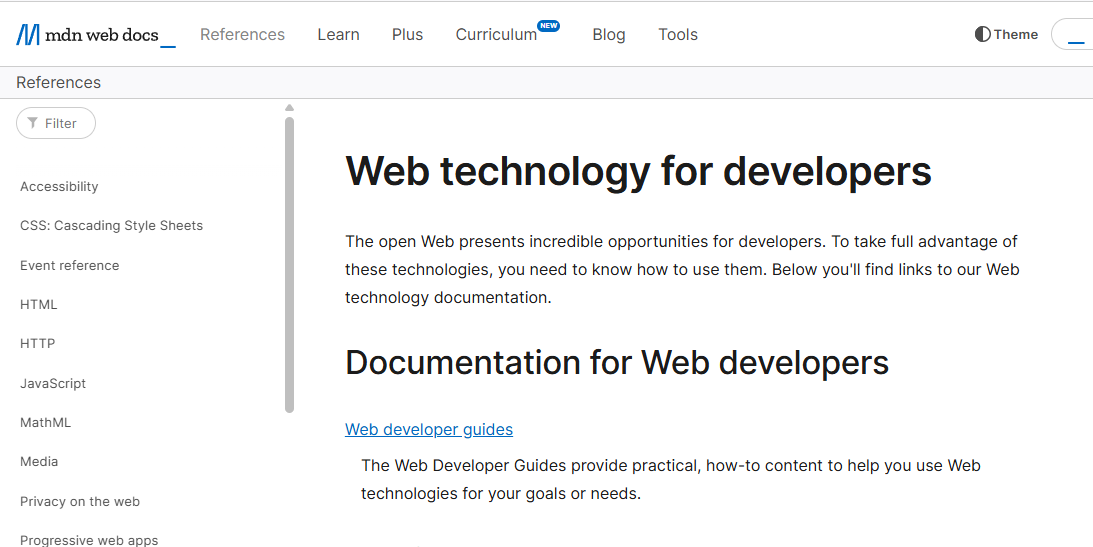 mdn web docs References Learn Plus Curriculum NEW Blog Tools Theme
References
Filter
Accessibility
CSS: Cascading Style Sheets
Event reference
HTML
HTTP
JavaScript
MathML
Media
Privacy on the web
Progressive web apps
Web technology for developers
The open Web presents incredible opportunities for developers. To take full advantage of
these technologies, you need to know how to use them. Below you'll find links to our Web
technology documentation.
Documentation for Web developers
Web developer guides
The Web Developer Guides provide practical, how-to content to help you use Web
technologies for your goals or needs.